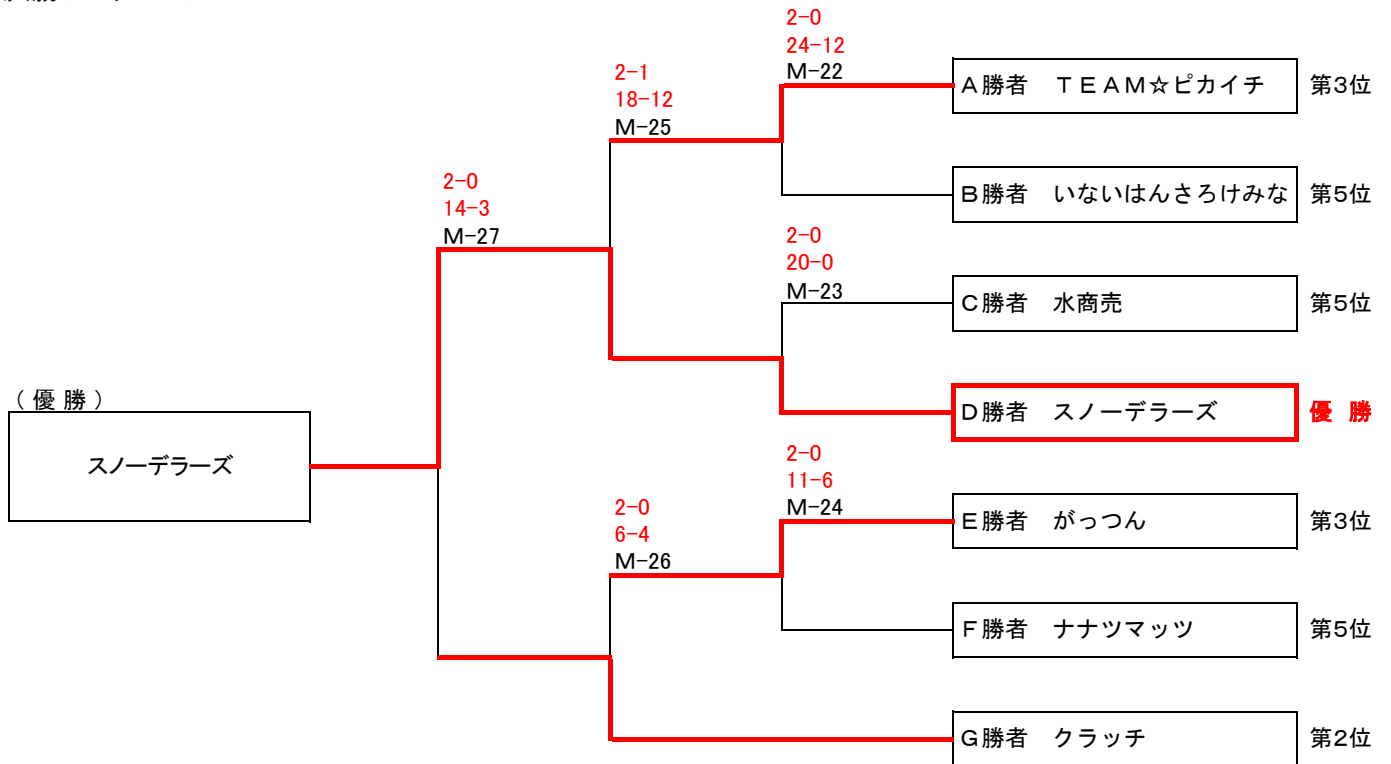 2-0
24-12
M-22
A勝者 TEAM☆ピカイチ 第3位
2-1
18-12
M-25
B勝者 いないはんさろけみな 第5位
2-0
14-3
M-27
2-0
20-0
M-23
C勝者 水商売 第5位
(優勝)
スノーデラーズ
D勝者 スノーデラーズ 優勝
2-0
11-6
M-24
E勝者 がっつん 第3位
2-0
6-4
M-26
F勝者 ナナツマッツ 第5位
G勝者 クラッチ 第2位